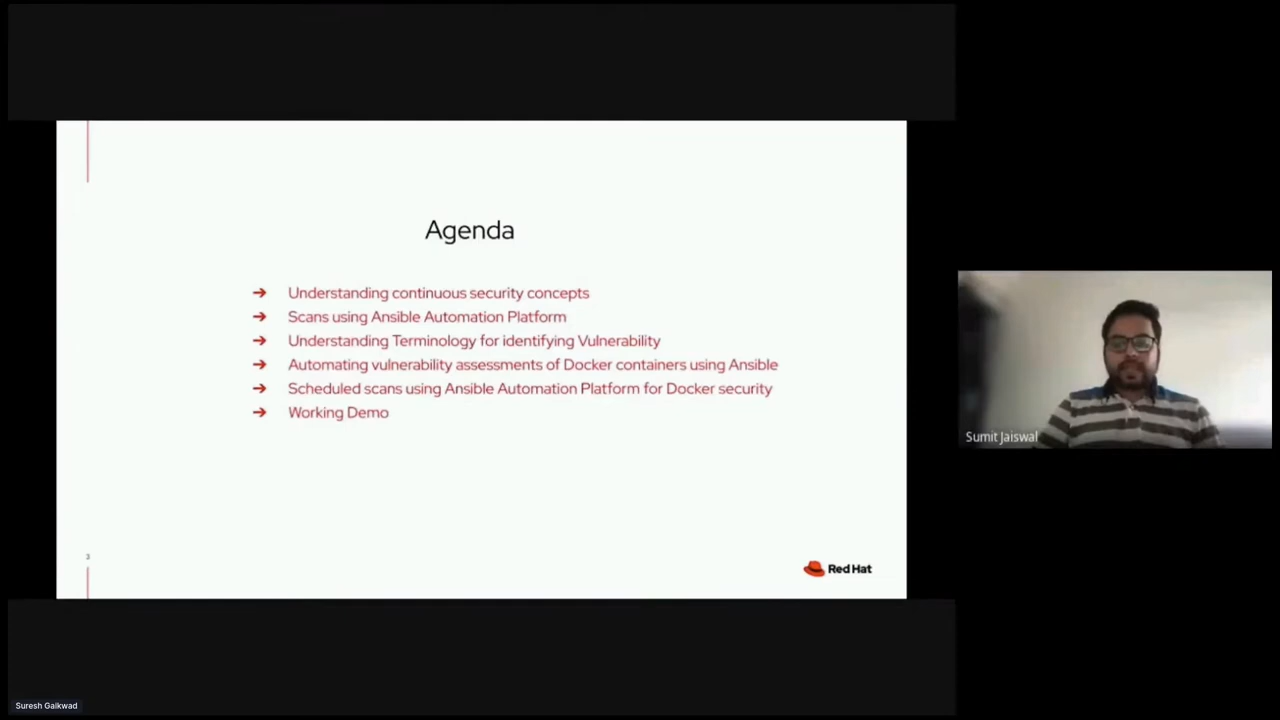 Agenda
➔ Understanding continuous security concepts
➔ Scans using Ansible Automation Platform
➔ Understanding Terminology for identifying Vulnerability
➔ Automating vulnerability assessments of Docker containers using Ansible
➔ Scheduled scans using Ansible Automation Platform for Docker security
➔ Working Demo
Sumit Jaiswal
Red Hat
Suresh Gaikwad